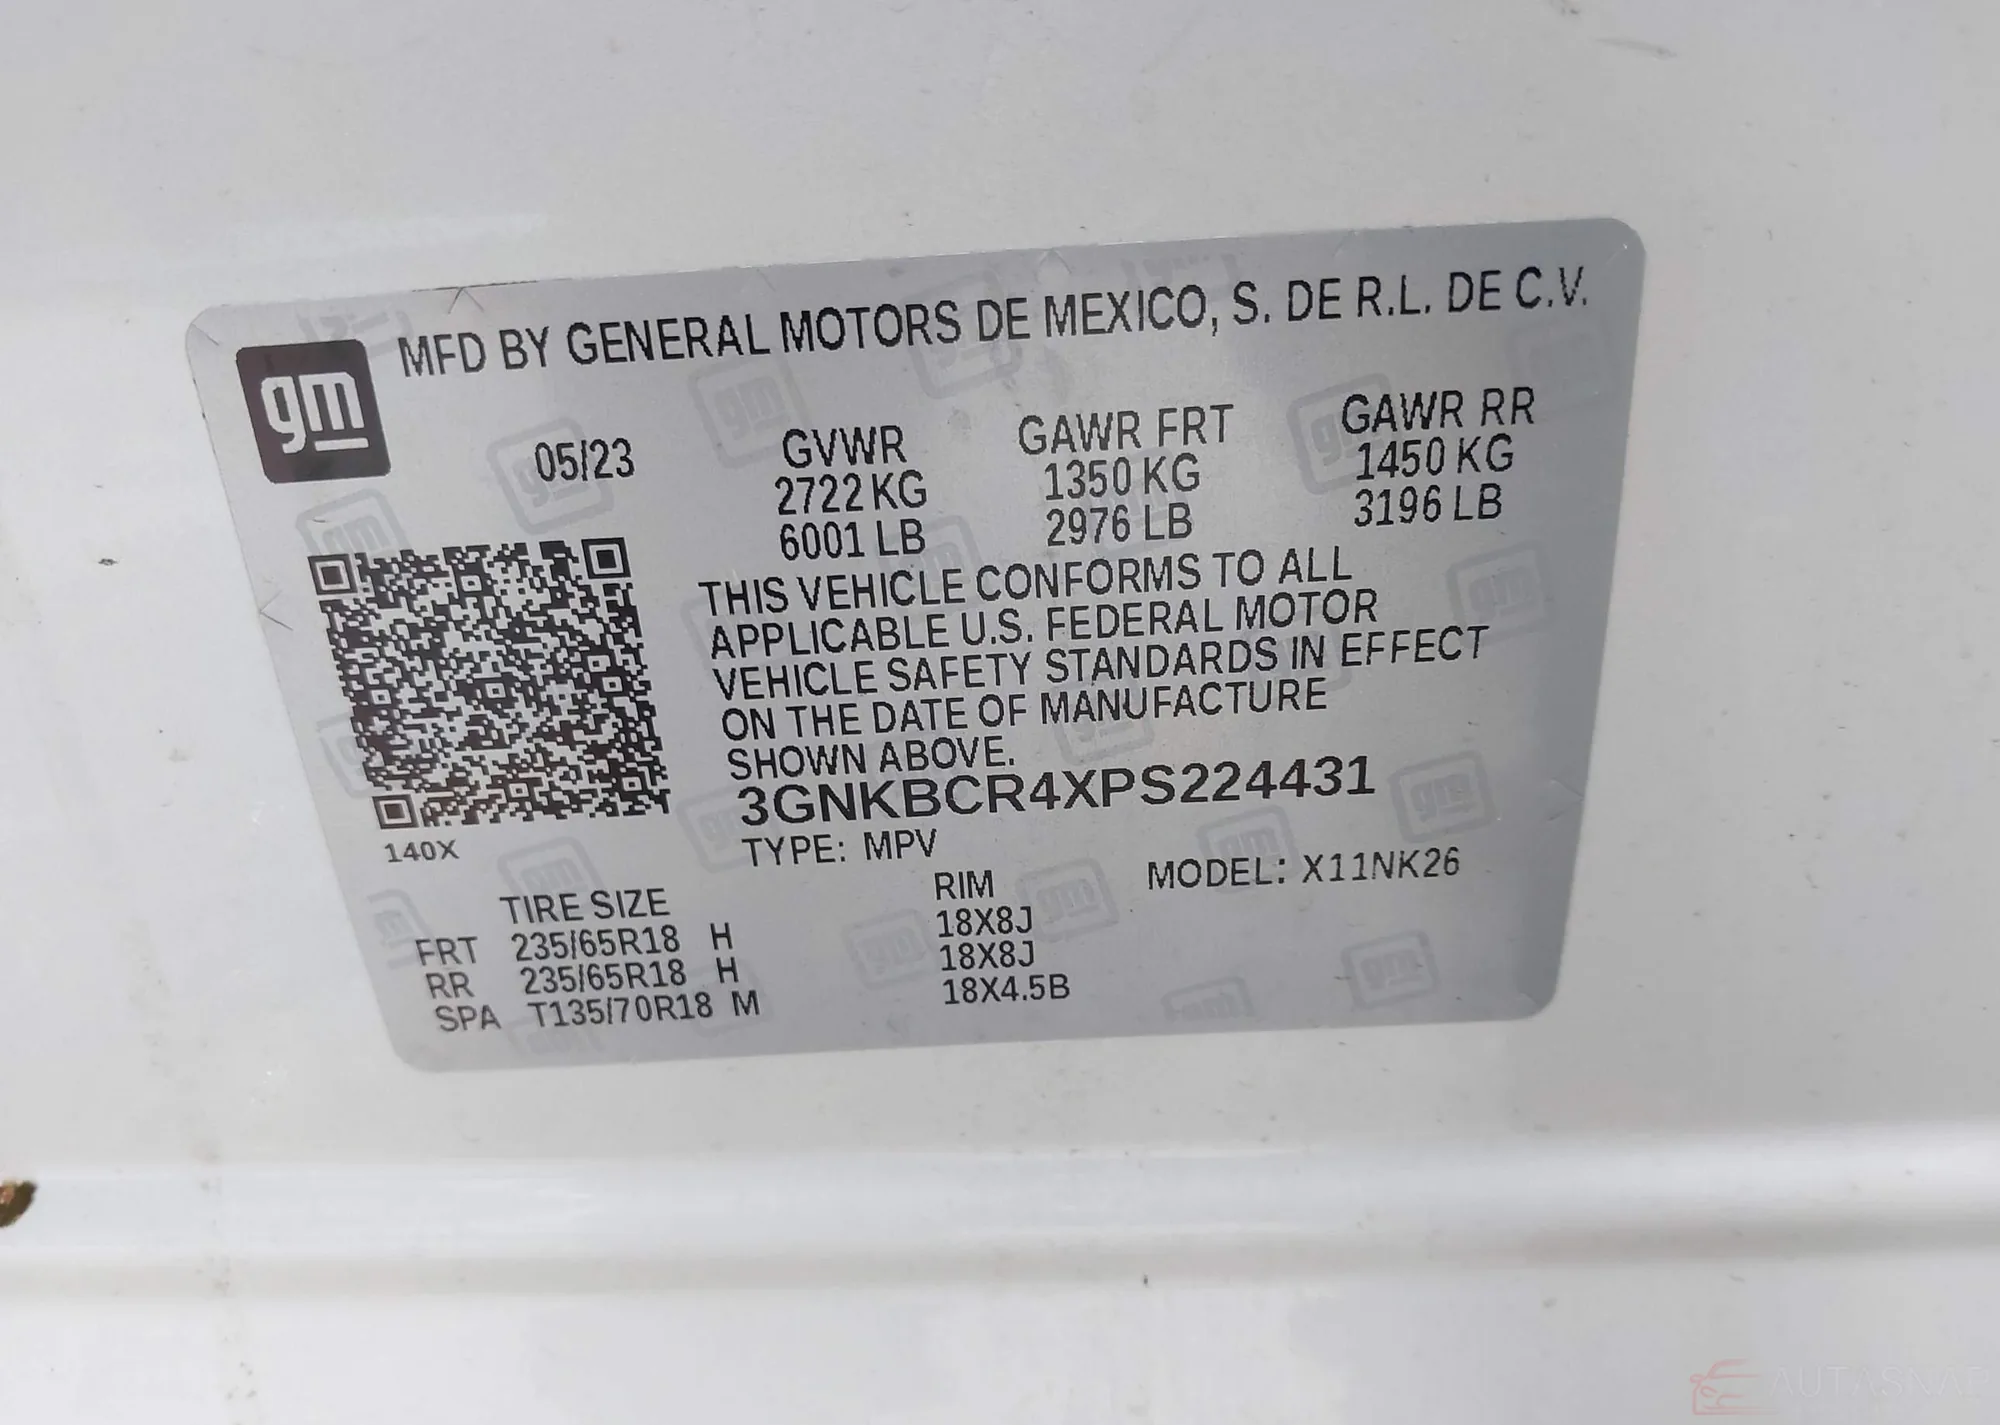 gm
MFD BY GENERAL MOTORS DE MEXICO, S. DE R.L. DE C.V.
05/23 GVWR GAWR FRT GAWR RR
2722 KG 1350 KG 1450 KG
6001 LB 2976 LB 3196 LB
THIS VEHICLE CONFORMS TO ALL
APPLICABLE U.S. FEDERAL MOTOR
VEHICLE SAFETY STANDARDS IN EFFECT
ON THE DATE OF MANUFACTURE
SHOWN ABOVE.
3GNKBCR4XPS224431
140X
TYPE: MPV
MODEL: X11NK26
TIRE SIZE RIM
FRT 235/65R18 H 18X8J
RR 235/65R18 H 18X8J
SPA T135/70R18 M 18X4.5B
AUTASNAP